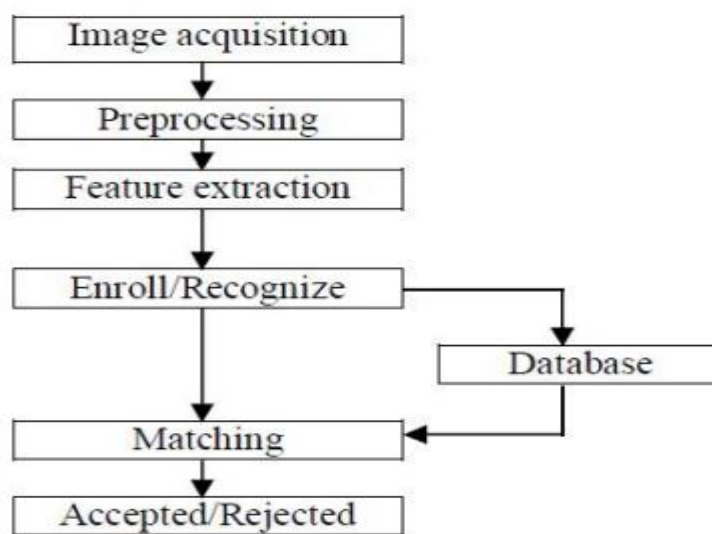 Image acquisition
Preprocessing
Feature extraction
Enroll/Recognize
Database
Matching
Accepted/Rejected